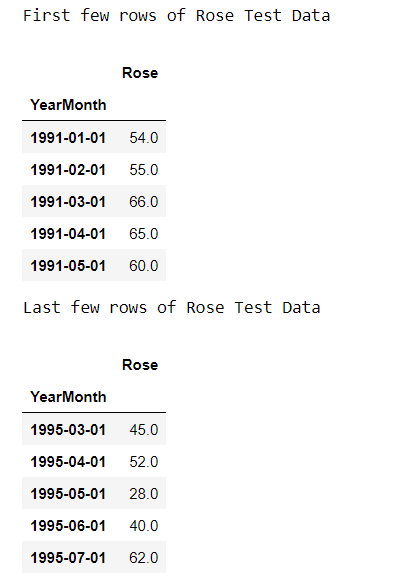 First few rows of Rose Test Data
Rose
YearMonth
1991-01-01 54.0
1991-02-01 55.0
1991-03-01 66.0
1991-04-01 65.0
1991-05-01 60.0
Last few rows of Rose Test Data
Rose
YearMonth
1995-03-01 45.0
1995-04-01 52.0
1995-05-01 28.0
1995-06-01 40.0
1995-07-01 62.0